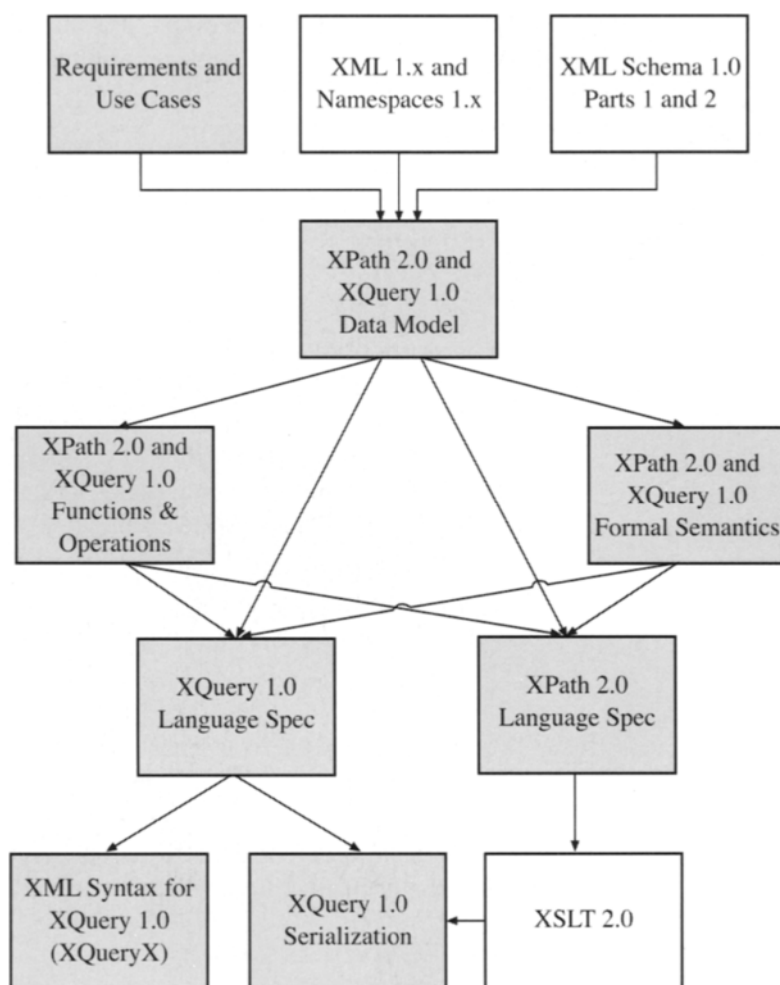 Requirements and
Use Cases
XML 1.x and
Namespaces 1.x
XML Schema 1.0
Parts 1 and 2
XPath 2.0 and
XQuery 1.0
Data Model
XPath 2.0 and
XQuery 1.0
Functions &
Operations
XPath 2.0 and
XQuery 1.0
Formal Semantics
XQuery 1.0
Language Spec
XPath 2.0
Language Spec
XML Syntax for
XQuery 1.0
(XQueryX)
XQuery 1.0
Serialization
XSLT 2.0